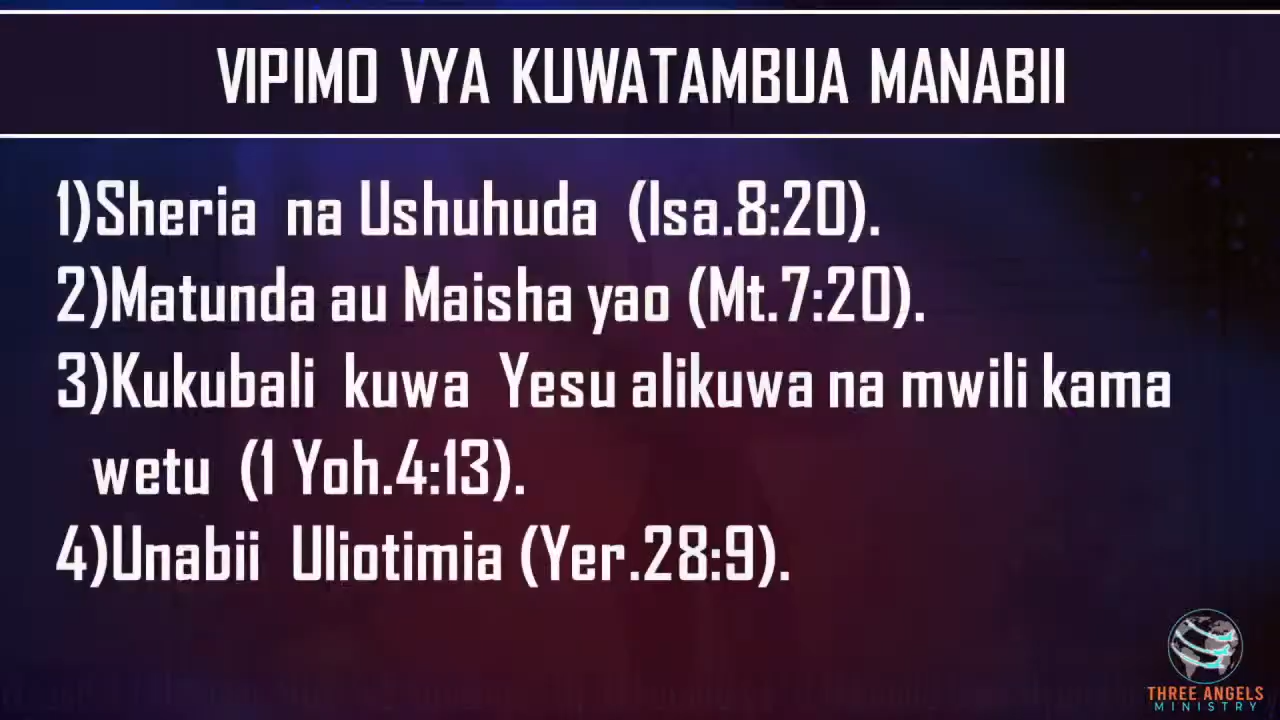 VIPIMO VYA KUWATAMBUA MANABII
1)Sheria na Ushuhuda (Isa.8:20).
2)Matunda au Maisha yao (Mt.7:20).
3)Kukubali kuwa Yesu alikuwa na mwili kama
wetu (1 Yoh.4:13).
4)Unabii Uliotimia (Yer.28:9).
THREE ANGELS
MINISTRY